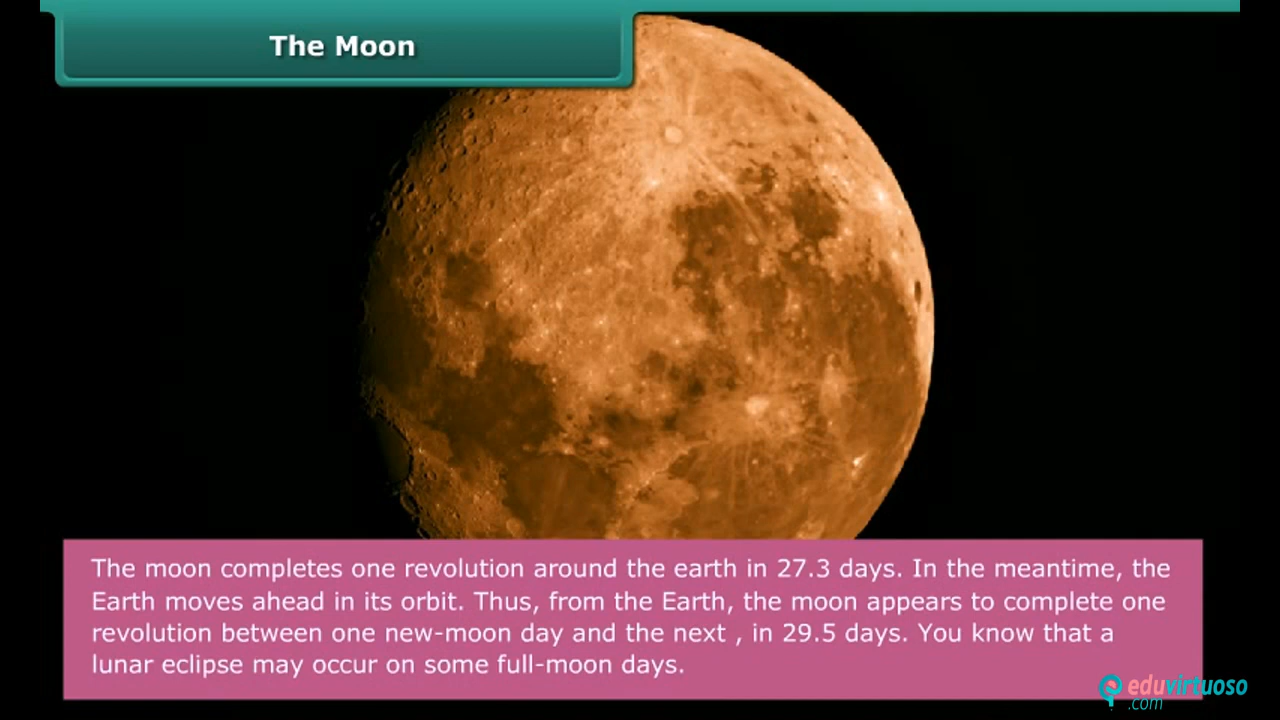 The Moon
The moon completes one revolution around the earth in 27.3 days. In the meantime, the
Earth moves ahead in its orbit. Thus, from the Earth, the moon appears to complete one
revolution between one new-moon day and the next , in 29.5 days. You know that a
lunar eclipse may occur on some full-moon days.
eduvirtuoso
.com